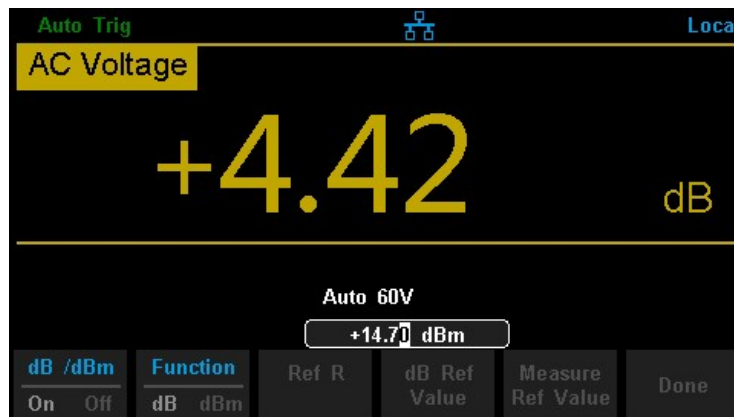 Auto Trig Loca
AC Voltage
+4.42 dB
Auto 60V
+14.70 dBm
dB /dBm Function Ref R dB Ref Value Measure Ref Value Done
On Off dB dBm